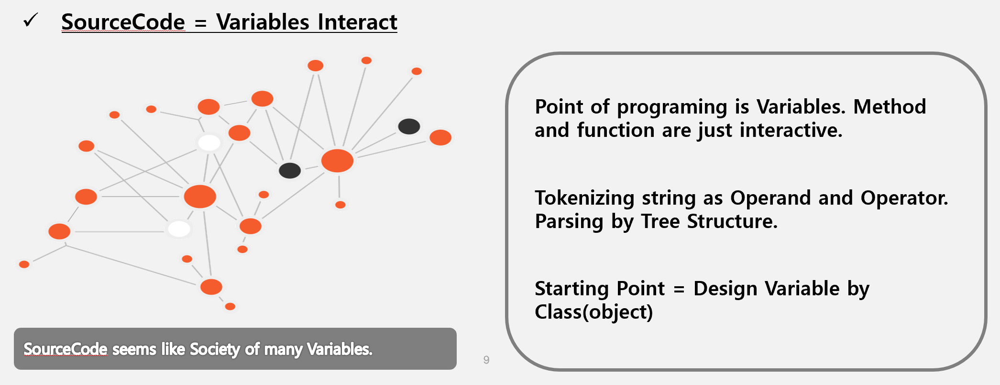 ✓ SourceCode = Variables Interact
Point of programing is Variables. Method
and function are just interactive.
Tokenizing string as Operand and Operator.
Parsing by Tree Structure.
Starting Point = Design Variable by
Class(object)
SourceCode seems like Society of many Variables.
9